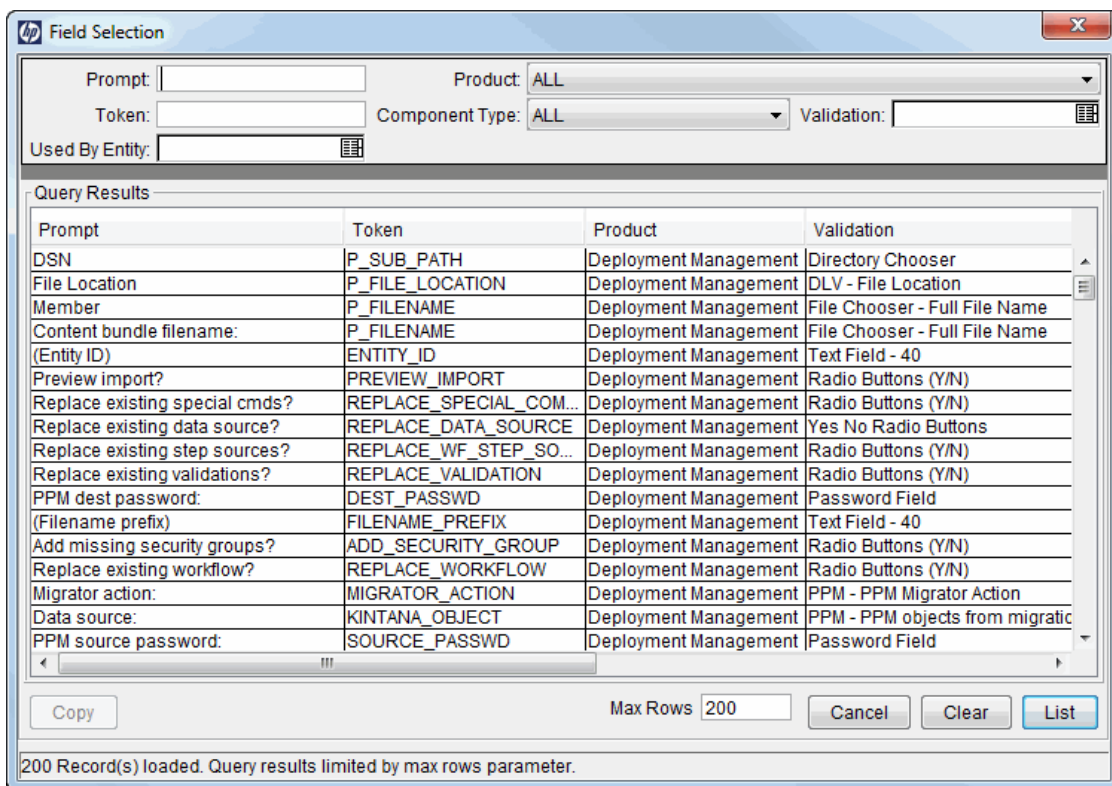 hp Field Selection
Prompt: Product: ALL
Token: Component Type: ALL Validation:
Used By Entity:
Query Results
Prompt Token Product Validation
DSN P_SUB_PATH Deployment Management Directory Chooser
File Location P_FILE_LOCATION Deployment Management DLV - File Location
Member P_FILENAME Deployment Management File Chooser - Full File Name
Content bundle filename: P_FILENAME Deployment Management File Chooser - Full File Name
(Entity ID) ENTITY_ID Deployment Management Text Field - 40
Preview import? PREVIEW_IMPORT Deployment Management Radio Buttons (Y/N)
Replace existing special cmds? REPLACE_SPECIAL_COM... Deployment Management Radio Buttons (Y/N)
Replace existing data source? REPLACE_DATA_SOURCE Deployment Management Yes No Radio Buttons
Replace existing step sources? REPLACE_WF_STEP_SO... Deployment Management Radio Buttons (Y/N)
Replace existing validations? REPLACE_VALIDATION Deployment Management Radio Buttons (Y/N)
PPM dest password: DEST_PASSWD Deployment Management Password Field
(Filename prefix) FILENAME_PREFIX Deployment Management Text Field - 40
Add missing security groups? ADD_SECURITY_GROUP Deployment Management Radio Buttons (Y/N)
Replace existing workflow? REPLACE_WORKFLOW Deployment Management Radio Buttons (Y/N)
Migrator action: MIGRATOR_ACTION Deployment Management PPM - PPM Migrator Action
Data source: KINTANA_OBJECT Deployment Management PPM - PPM objects from migratic
PPM source password: SOURCE_PASSWD Deployment Management Password Field
Copy Max Rows 200 Cancel Clear List
200 Record(s) loaded. Query results limited by max rows parameter.